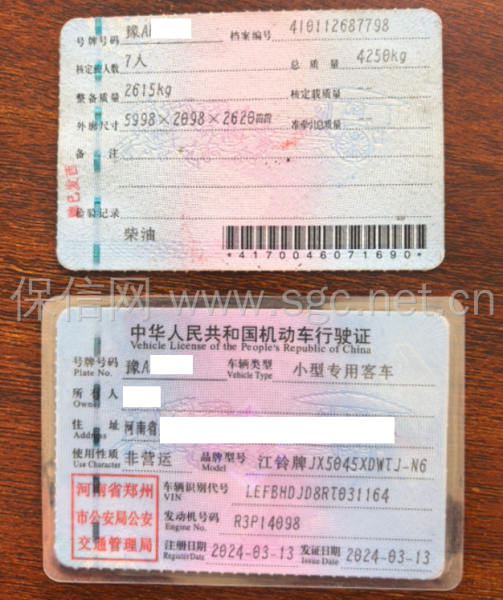 号牌号码 豫A 档案编号 410112687798
核定载人数 7人 总质量 4250kg
整备质量 2615kg 核定载质量 --
外廓尺寸 5998×2098×2620mm 准牵引总质量 --
备注
检验记录
柴油
*4170046071690*
保信网 www.sgc.net.cn
中华人民共和国机动车行驶证
Vehicle License of the People's Republic of China
号牌号码 豫A 车辆类型 小型专用客车
Plate No. Vehicle Type
所有人
Owner
住址 河南省
Address
使用性质 非营运 品牌型号 江铃牌JX5045XDWTJ-N6
Use Character Model
河南省郑州市公安局公安交通管理局
车辆识别代号 LEFBHDJD8RT031164
VIN
发动机号码 R3P14098
Engine No.
注册日期 2024-03-13 发证日期 2024-03-13
Register Date Issue Date